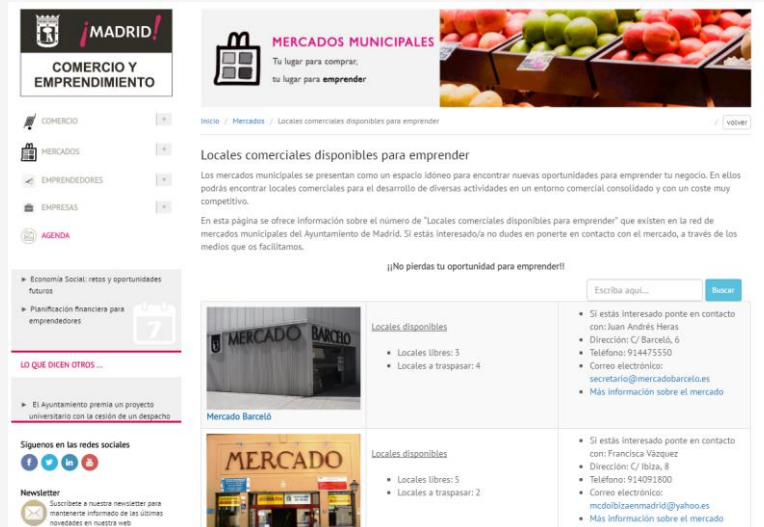 ¡MADRID!
COMERCIO Y
EMPRENDIMIENTO
COMERCIO
MERCADOS
EMPRENDEDORES
EMPRESAS
AGENDA
► Economía Social: retos y oportunidades
futuros
► Planificación financiera para
emprendedores
7
LO QUE DICEN OTROS ...
► El Ayuntamiento premia un proyecto
universitario con la cesión de un despacho
Síguenos en las redes sociales
Newsletter
Suscríbete a nuestra newsletter para
mantenerte informado de las últimas
novedades en nuestra web
MERCADOS MUNICIPALES
Tu lugar para comprar,
tu lugar para emprender
Inicio / Mercados / Locales comerciales disponibles para emprender
/ volver
Locales comerciales disponibles para emprender
Los mercados municipales se presentan como un espacio idóneo para encontrar nuevas oportunidades para emprender tu negocio. En ellos
podrás encontrar locales comerciales para el desarrollo de diversas actividades en un entorno comercial consolidado y con un coste muy
competitivo.
En esta página se ofrece información sobre el número de "Locales comerciales disponibles para emprender" que existen en la red de
mercados municipales del Ayuntamiento de Madrid. Si estás interesado/a no dudes en ponerte en contacto con el mercado, a través de los
medios que os facilitamos.
¡¡No pierdas tu oportunidad para emprender!!
Escriba aquí...
Buscar
MERCADO BARCELO
Mercado Barceló
Locales disponibles
• Locales libres: 3
• Locales a traspasar: 4
• Si estás interesado ponte en contacto
con: Juan Andrés Heras
• Dirección: C/ Barceló, 6
• Teléfono: 914475550
• Correo electrónico:
secretario@mercadobarcelo.es
• Más información sobre el mercado
MERCADO
Locales disponibles
• Locales libres: 5
• Locales a traspasar: 2
• Si estás interesado ponte en contacto
con: Francisca Vázquez
• Dirección: C/ Ibiza, 8
• Teléfono: 914091800
• Correo electrónico:
mcdoibizaenmadrid@yahoo.es
• Más información sobre el mercado